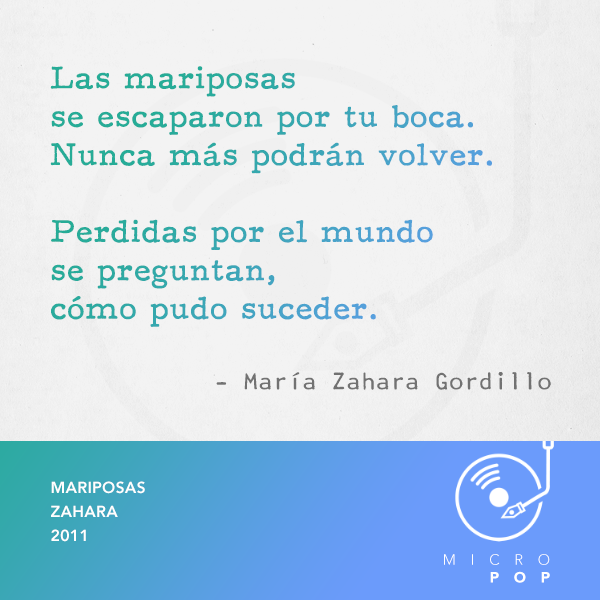 Las mariposas
se escaparon por tu boca.
Nunca más podrán volver.
Perdidas por el mundo
se preguntan,
cómo pudo suceder.
– María Zahara Gordillo
MARIPOSAS
ZAHARA
2011
MICRO
POP